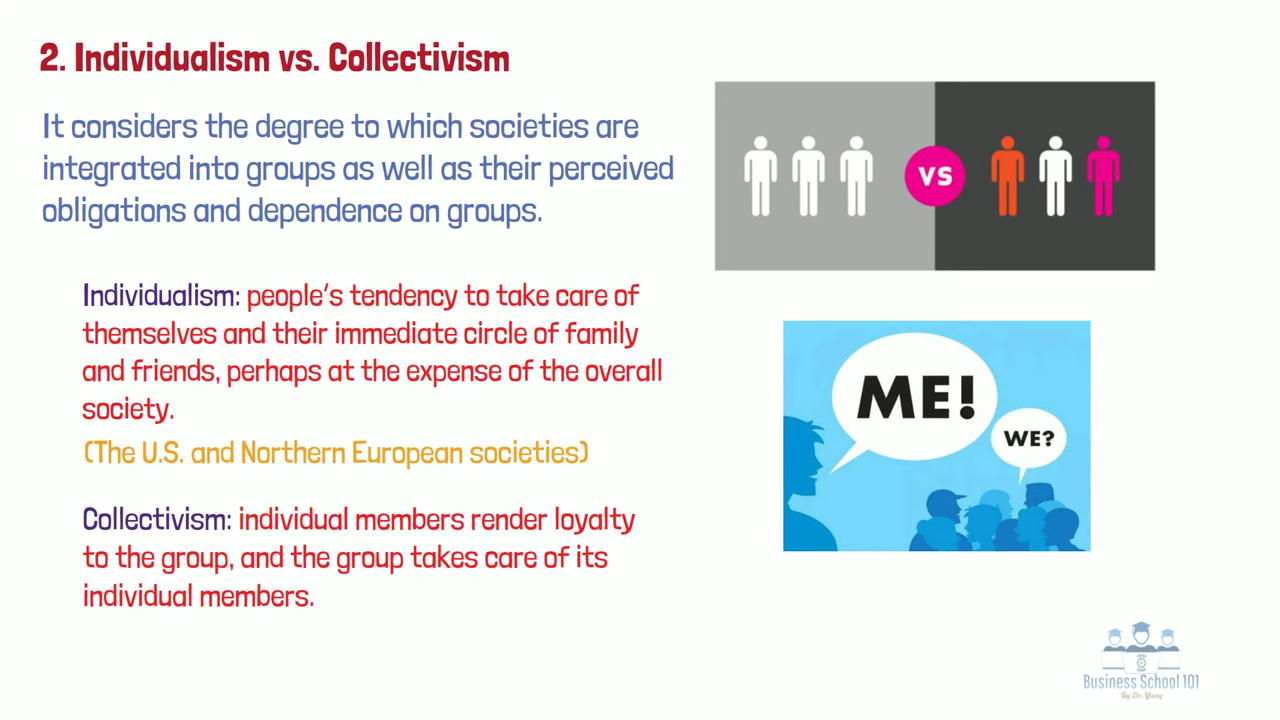 2. Individualism vs. Collectivism
It considers the degree to which societies are
integrated into groups as well as their perceived
obligations and dependence on groups.
Individualism: people's tendency to take care of
themselves and their immediate circle of family
and friends, perhaps at the expense of the overall
society.
(The U.S. and Northern European societies)
Collectivism: individual members render loyalty
to the group, and the group takes care of its
individual members.
VS
ME!
WE?
Business School 101
By Dr. Yang